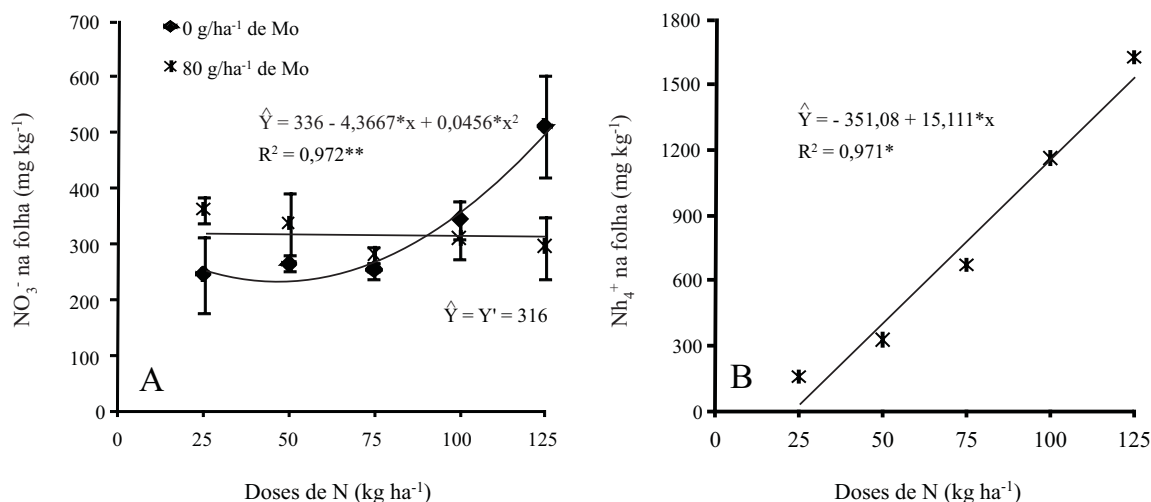 700
600
500
400
300
200
100
0
NO₃⁻ na folha (mg kg⁻¹)
0 g/ha⁻¹ de Mo
80 g/ha⁻¹ de Mo
Ŷ = 336 - 4,3667*x + 0,0456*x²
R² = 0,972**
Ŷ = Y' = 316
A
0 25 50 75 100 125
Doses de N (kg ha⁻¹)
1800
1500
1200
900
600
300
0
Nh₄⁺ na folha (mg kg⁻¹)
Ŷ = - 351,08 + 15,111*x
R² = 0,971*
B
0 25 50 75 100 125
Doses de N (kg ha⁻¹)